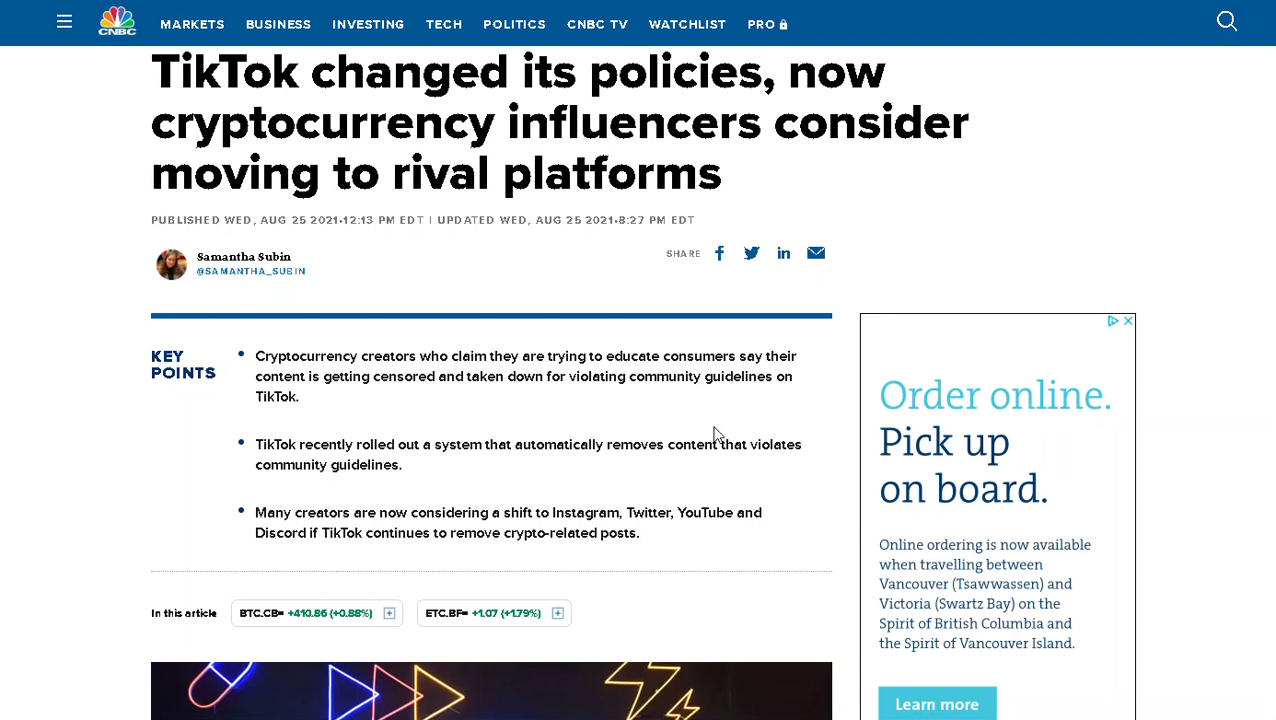 CNBC
MARKETS BUSINESS INVESTING TECH POLITICS CNBC TV WATCHLIST PRO
TikTok changed its policies, now
cryptocurrency influencers consider
moving to rival platforms
PUBLISHED WED, AUG 25 2021•12:13 PM EDT | UPDATED WED, AUG 25 2021•8:27 PM EDT
Samantha Subin
@SAMANTHA_SUBIN
SHARE
KEY
POINTS
• Cryptocurrency creators who claim they are trying to educate consumers say their
content is getting censored and taken down for violating community guidelines on
TikTok.
• TikTok recently rolled out a system that automatically removes content that violates
community guidelines.
• Many creators are now considering a shift to Instagram, Twitter, YouTube and
Discord if TikTok continues to remove crypto-related posts.
In this article BTC.CB= +410.86 (+0.88%) ETC.BF= +1.07 (+1.79%)
Order online.
Pick up
on board.
Online ordering is now available
when travelling between
Vancouver (Tsawwassen) and
Victoria (Swartz Bay) on the
Spirit of British Columbia and
the Spirit of Vancouver Island.
Learn more